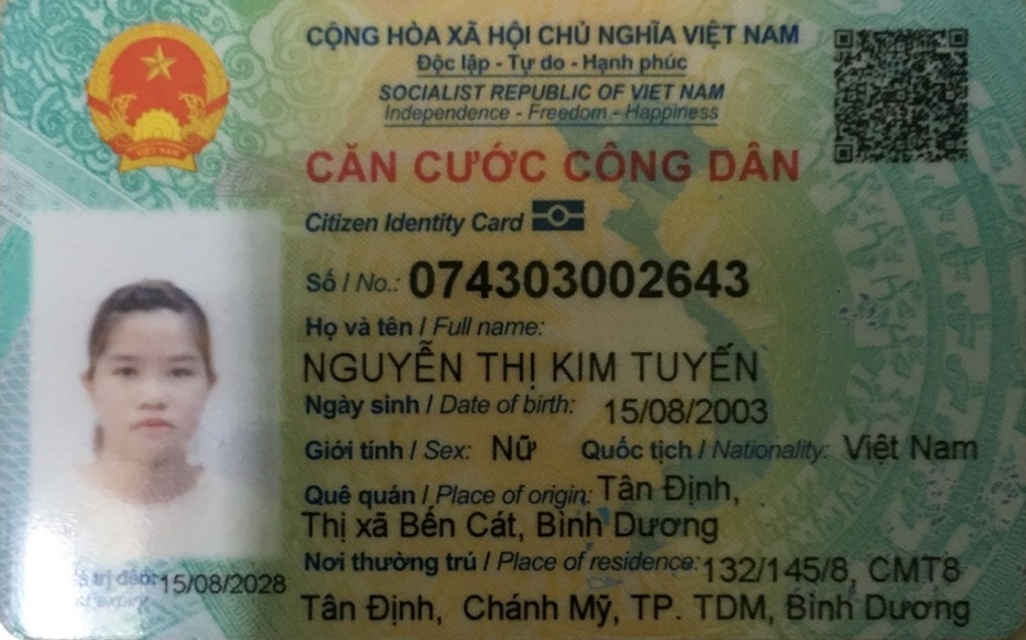 CỘNG HÒA XÃ HỘI CHỦ NGHĨA VIỆT NAM
Độc lập - Tự do - Hạnh phúc
SOCIALIST REPUBLIC OF VIET NAM
Independence - Freedom - Happiness
CĂN CƯỚC CÔNG DÂN
Citizen Identity Card
Số / No.: 074303002643
Họ và tên / Full name:
NGUYỄN THỊ KIM TUYẾN
Ngày sinh / Date of birth: 15/08/2003
Giới tính / Sex: Nữ Quốc tịch / Nationality: Việt Nam
Quê quán / Place of origin: Tân Định,
Thị xã Bến Cát, Bình Dương
Nơi thường trú / Place of residence: 132/145/8, CMT8
Tân Định, Chánh Mỹ, TP. TDM, Bình Dương
trị đến: 15/08/2028
expiry
VIỆT NAM